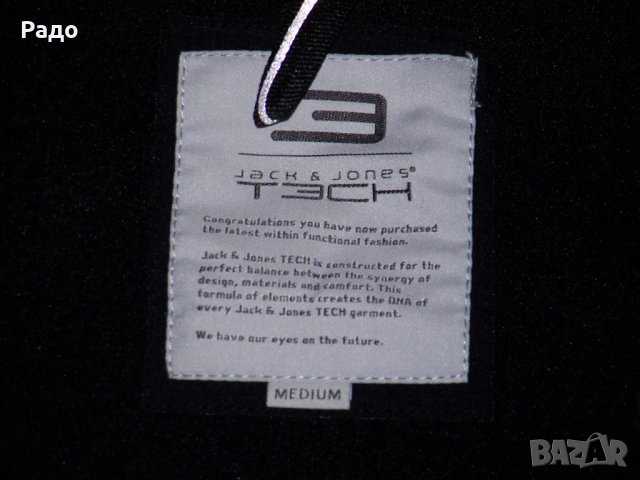 Радо
Jack & Jones®
T3CH
Congratulations you have now purchased
the latest within functional fashion.
Jack & Jones TECH is constructed for the
perfect balance between the synergy of
design, materials and comfort. This
formula of elements creates the DNA of
every Jack & Jones TECH garment.
We have our eyes on the future.
MEDIUM
BAZAR